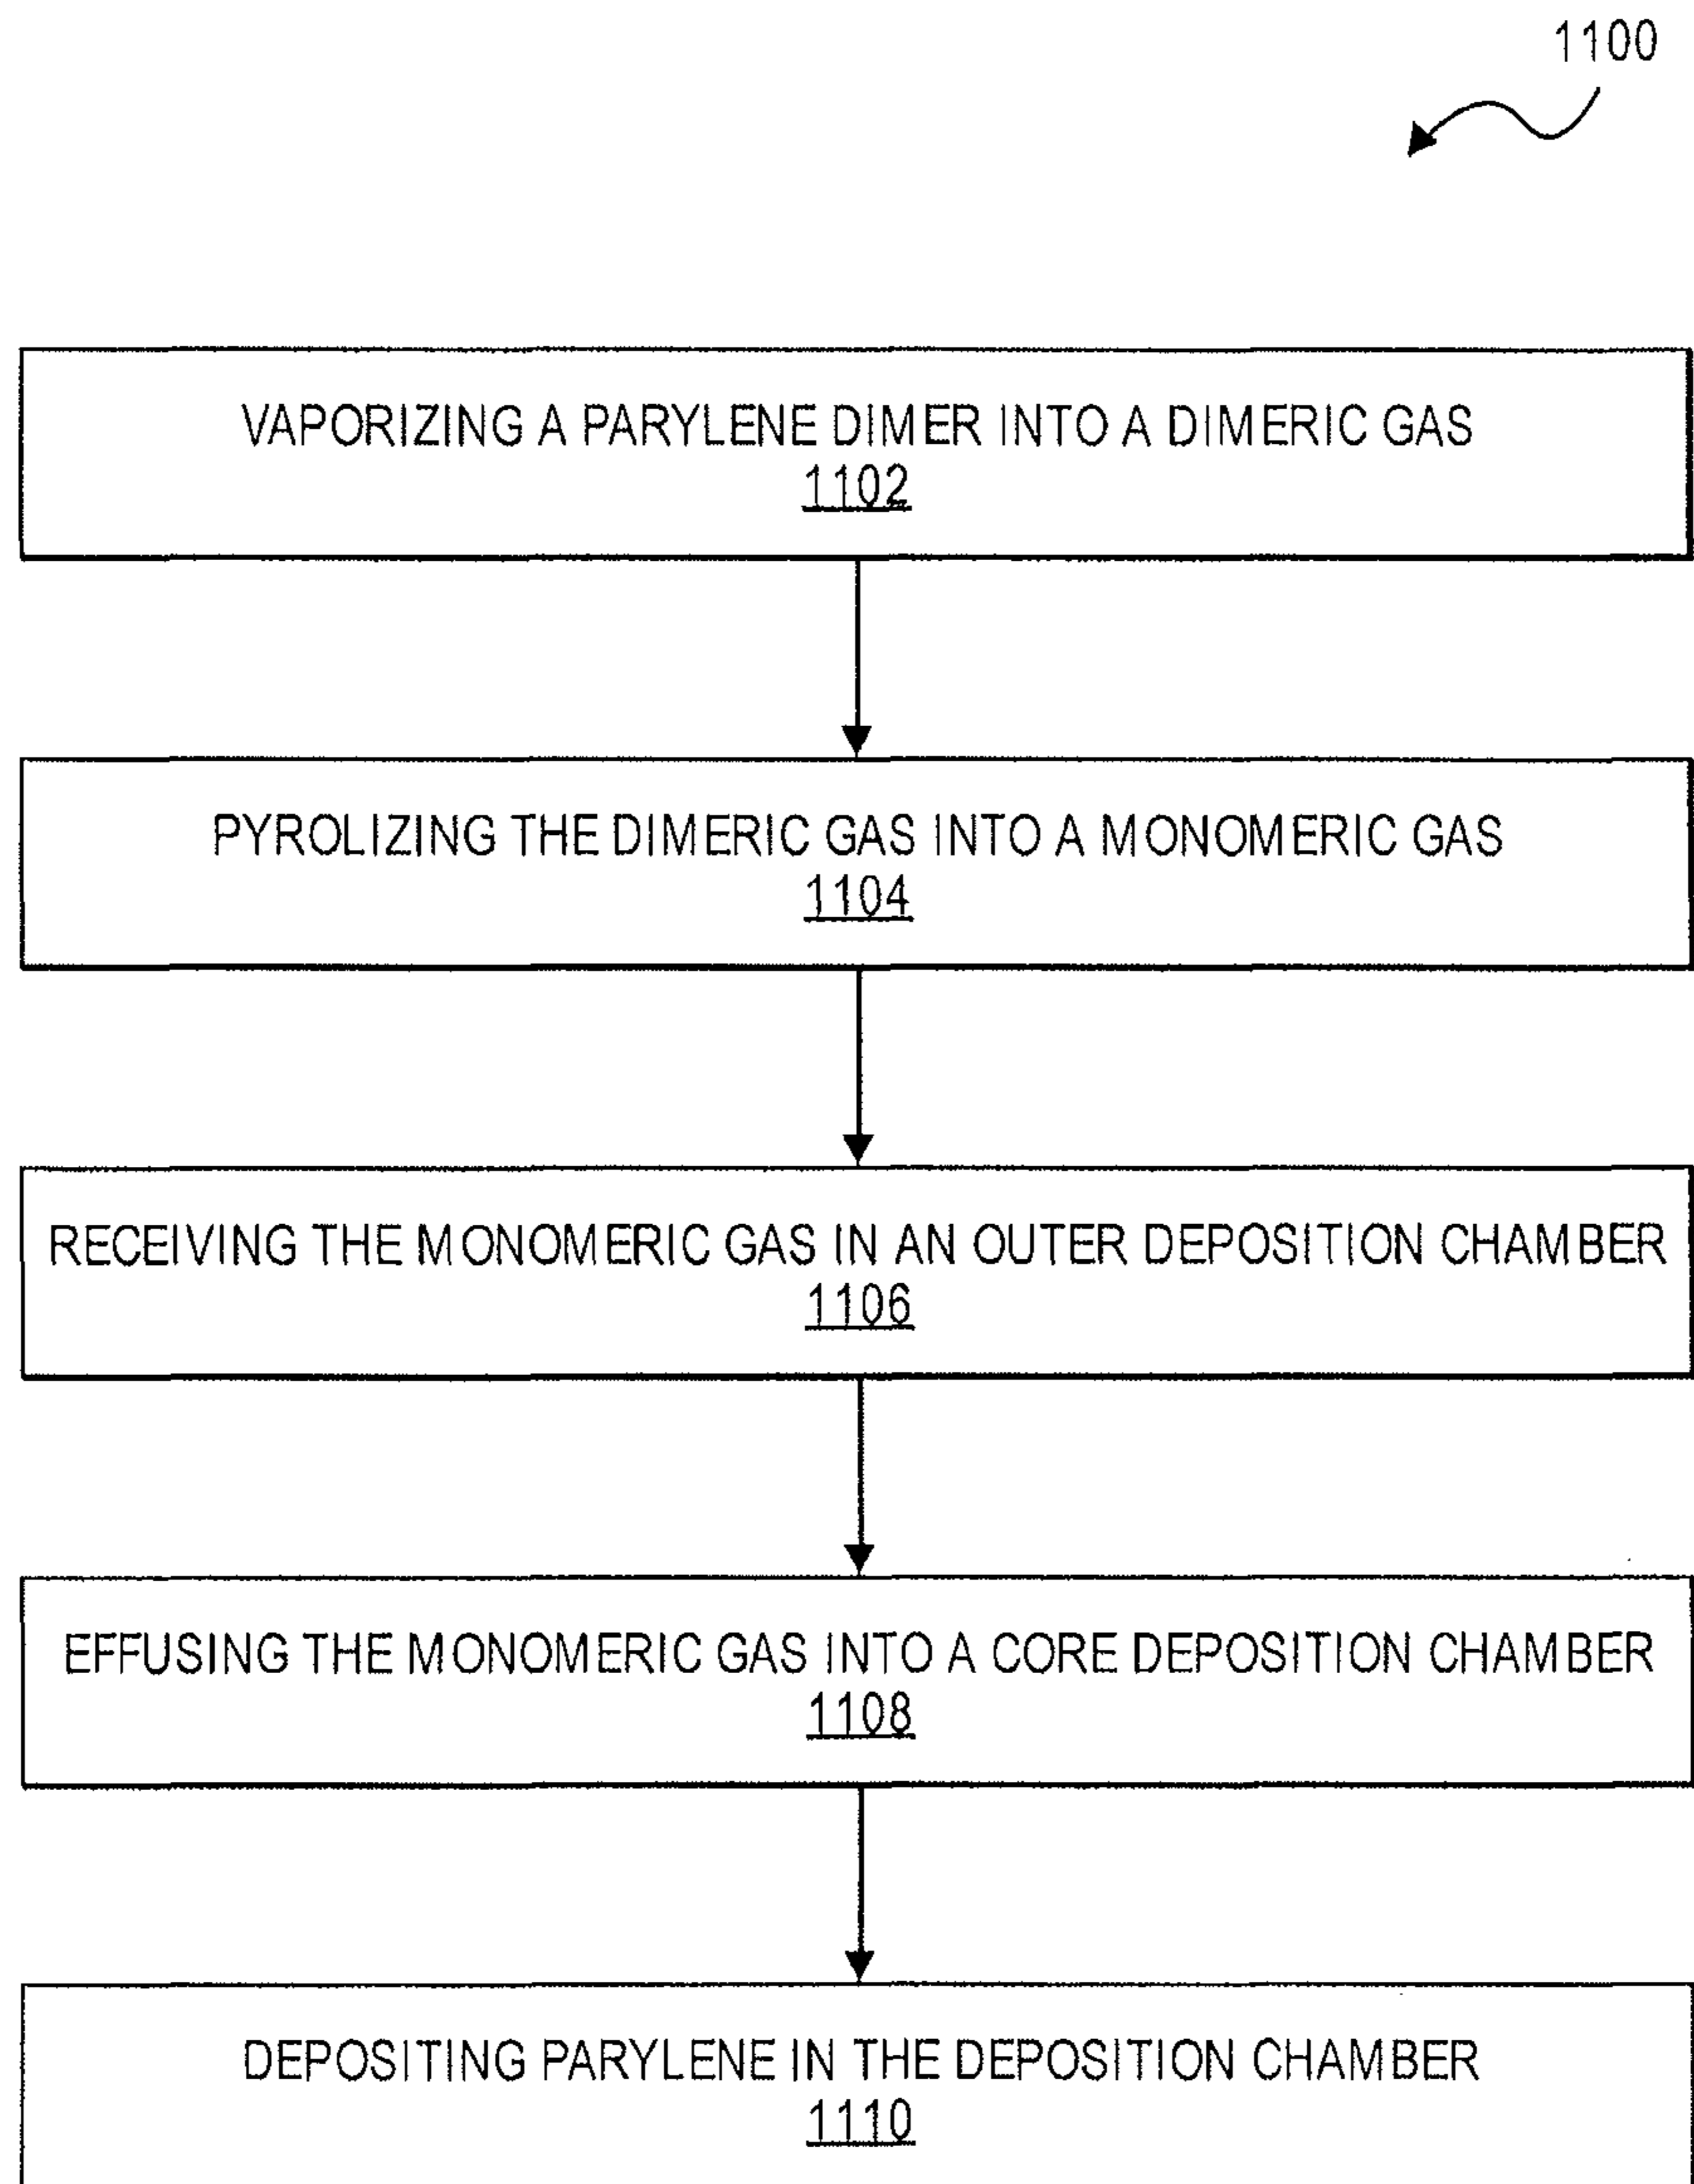 1100
VAPORIZING A PARYLENE DIMER INTO A DIMERIC GAS
1102
PYROLIZING THE DIMERIC GAS INTO A MONOMERIC GAS
1104
RECEIVING THE MONOMERIC GAS IN AN OUTER DEPOSITION CHAMBER
1106
EFFUSING THE MONOMERIC GAS INTO A CORE DEPOSITION CHAMBER
1108
DEPOSITING PARYLENE IN THE DEPOSITION CHAMBER
1110